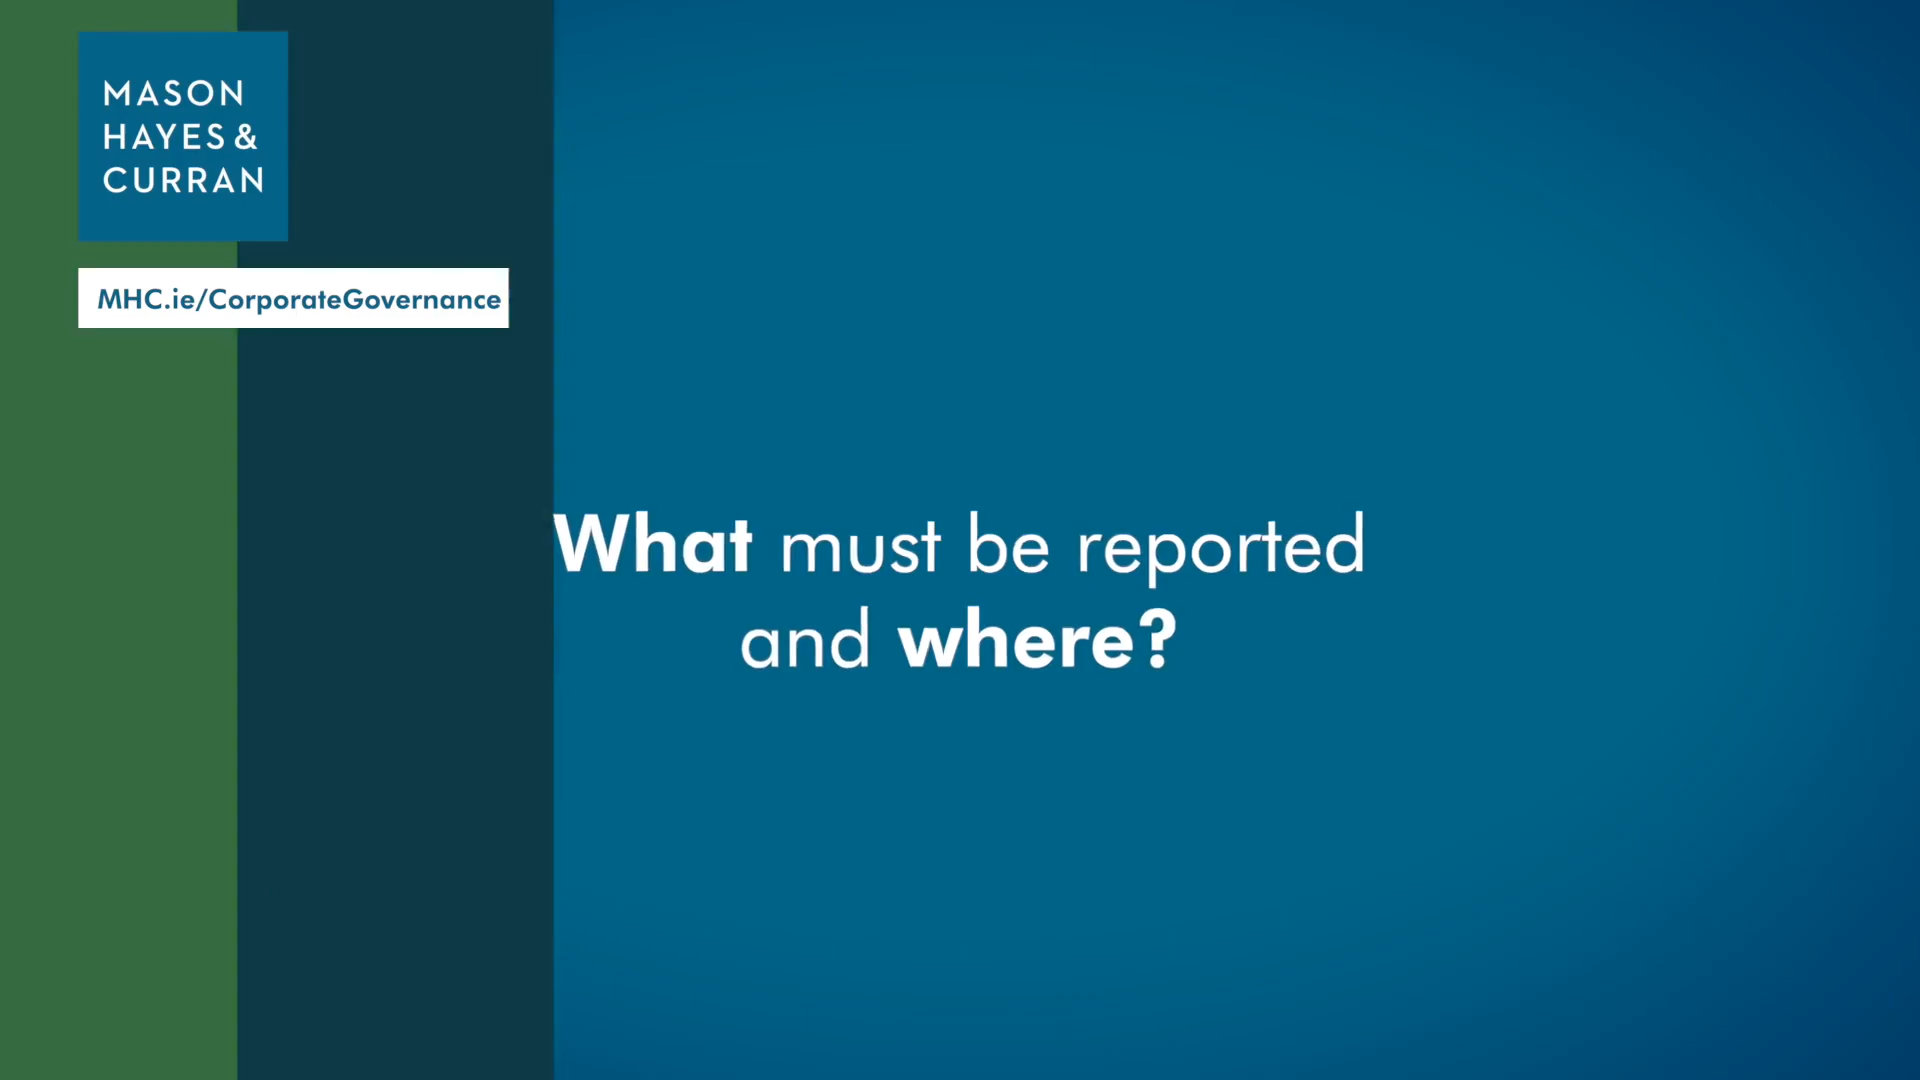 MASON
HAYES &
CURRAN
MHC.ie/CorporateGovernance
What must be reported
and where?